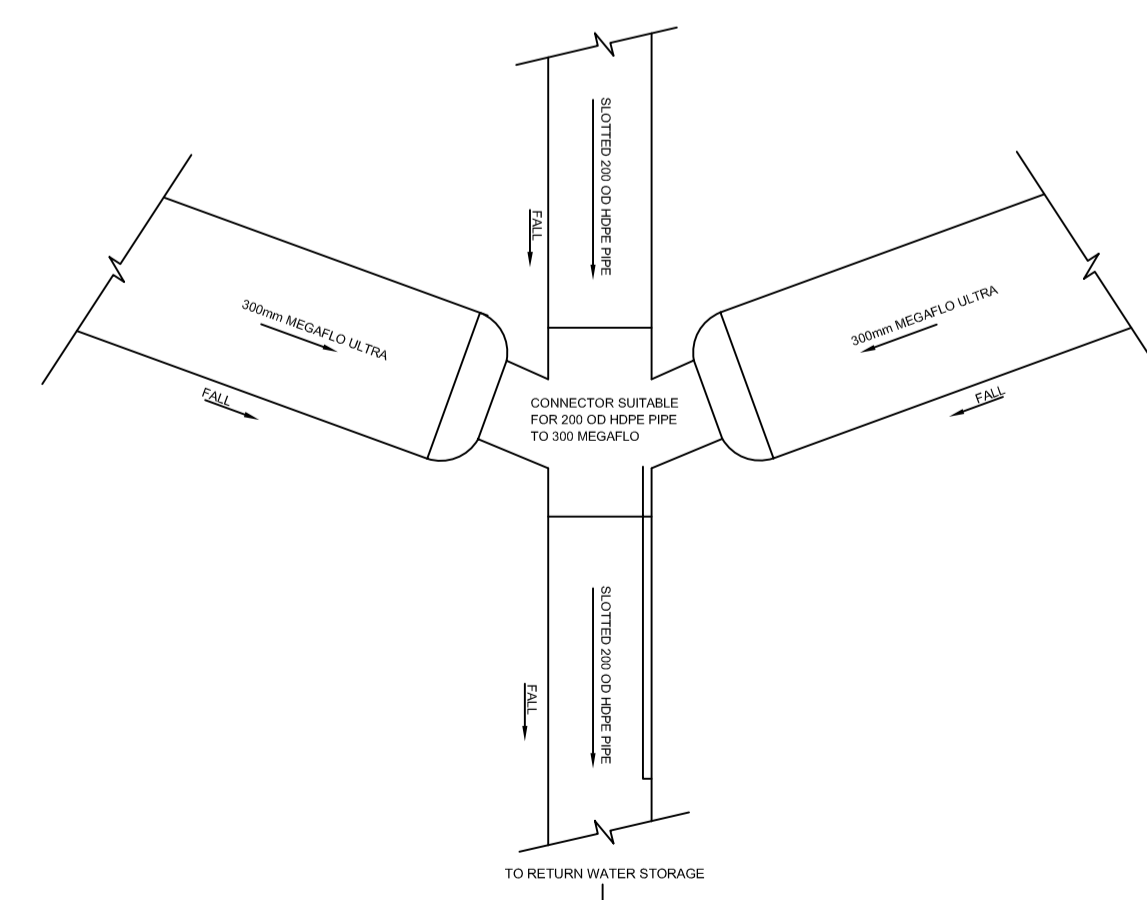 SLOTTED 200 OD HDPE PIPE
FALL
300mm MEGAFLO ULTRA
300mm MEGAFLO ULTRA
FALL
FALL
CONNECTOR SUITABLE
FOR 200 OD HDPE PIPE
TO 300 MEGAFLO
SLOTTED 200 OD HDPE PIPE
FALL
TO RETURN WATER STORAGE